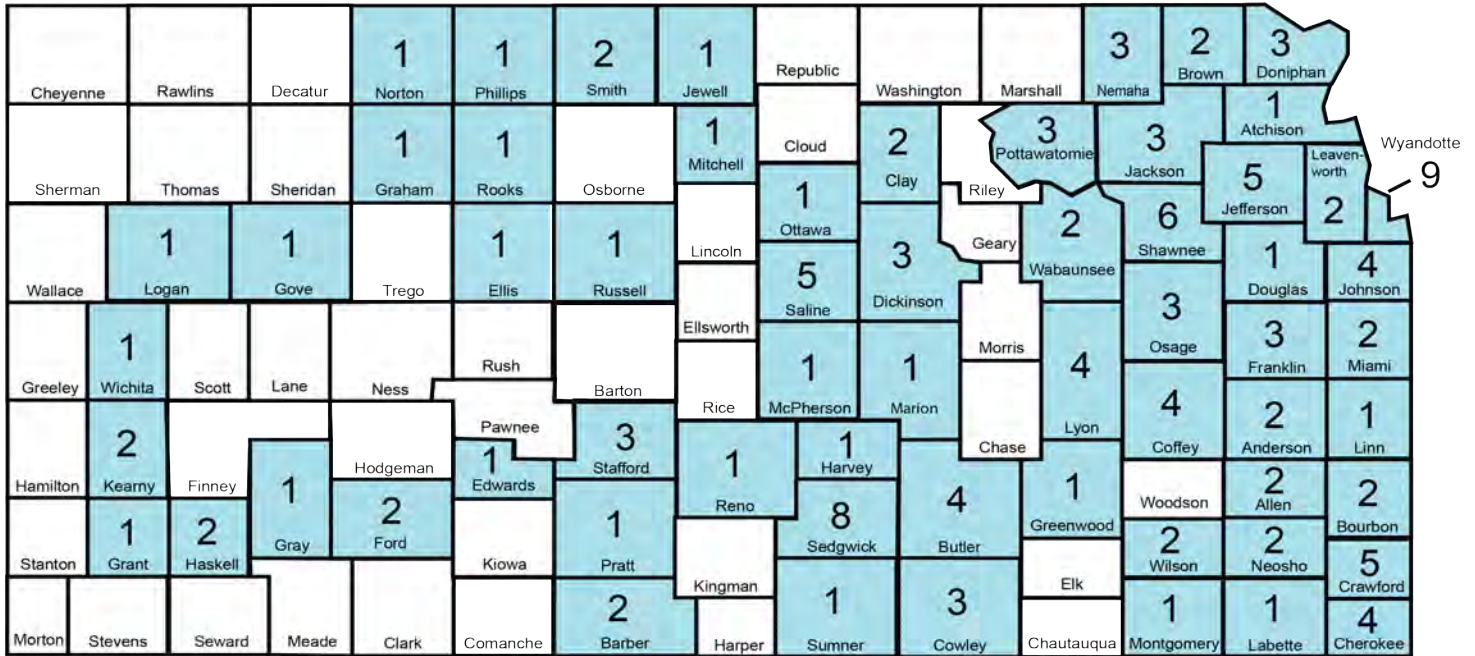 1
Norton
1
Phillips
2
Smith
1
Jewell
Republic
Cheyenne
Rawlins
Decatur
Washington
Marshall
3
Nemaha
2
Brown
3
Doniphan
1
Atchison
Sherman
Thomas
Sheridan
1
Graham
1
Rooks
Osborne
1
Mitchell
Cloud
2
Clay
Riley
3
Pottawatomie
3
Jackson
5
Jefferson
Leaven-
worth
2
Wyandotte
9
Wallace
1
Logan
1
Gove
Trego
1
Ellis
1
Russell
Lincoln
1
Ottawa
5
Saline
3
Dickinson
Geary
2
Wabaunsee
6
Shawnee
1
Douglas
4
Johnson
Greeley
1
Wichita
Scott
Lane
Ness
Rush
Barton
Ellsworth
Rice
1
McPherson
1
Marion
Morris
Chase
4
Lyon
3
Osage
3
Franklin
2
Miami
Hamilton
2
Kearny
Finney
Hodgeman
Pawnee
1
Edwards
3
Stafford
1
Reno
1
Harvey
4
Coffey
2
Anderson
1
Linn
Stanton
1
Grant
2
Haskell
1
Gray
2
Ford
Kiowa
1
Pratt
Kingman
8
Sedgwick
4
Butler
1
Greenwood
Woodson
2
Allen
2
Bourbon
Elk
2
Wilson
2
Neosho
5
Crawford
Morton
Stevens
Seward
Meade
Clark
Comanche
2
Barber
Harper
1
Sumner
3
Cowley
Chautauqua
1
Montgomery
1
Labette
4
Cherokee